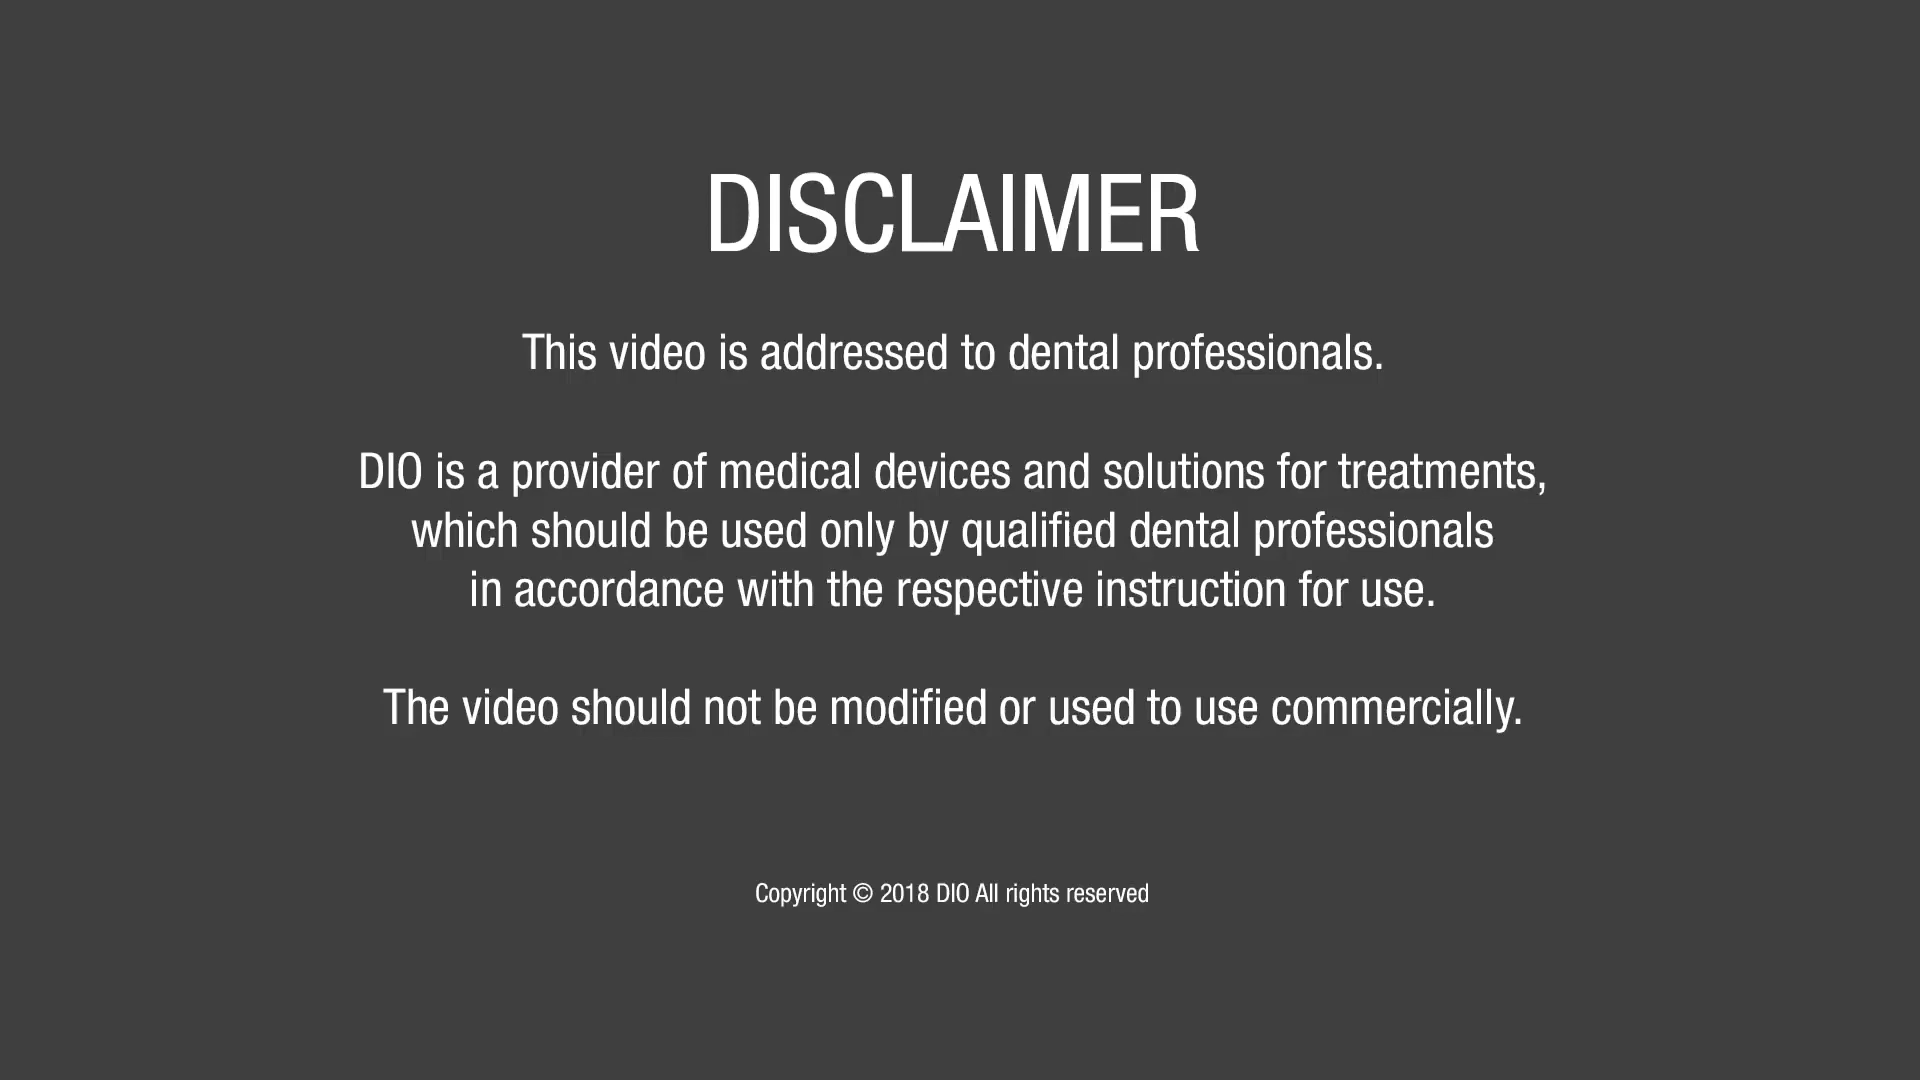 DISCLAIMER
This video is addressed to dental professionals.
DIO is a provider of medical devices and solutions for treatments,
which should be used only by qualified dental professionals
in accordance with the respective instruction for use.
The video should not be modified or used to use commercially.
Copyright © 2018 DIO All rights reserved